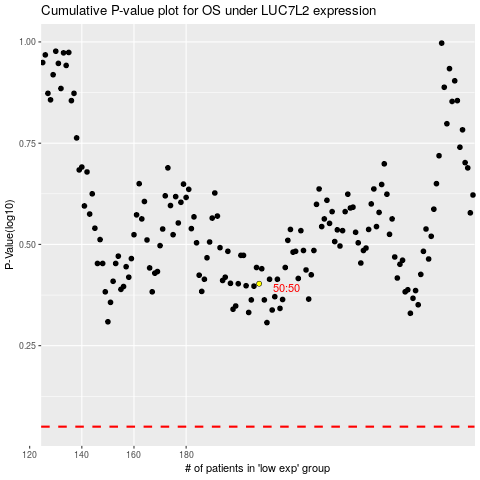 Cumulative P-value plot for OS under LUC7L2 expression
P-Value(log10)
1.00
0.75
0.50
0.25
50:50
120 140 160 180
# of patients in 'low exp' group